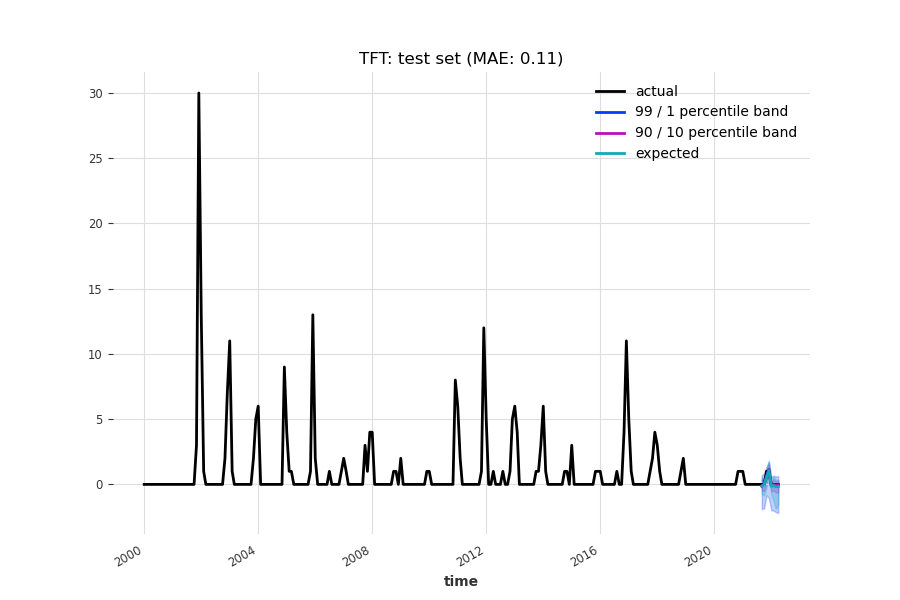 TFT: test set (MAE: 0.11)
actual
99 / 1 percentile band
90 / 10 percentile band
expected
30
25
20
15
10
5
0
2000
2004
2008
2012
2016
2020
time